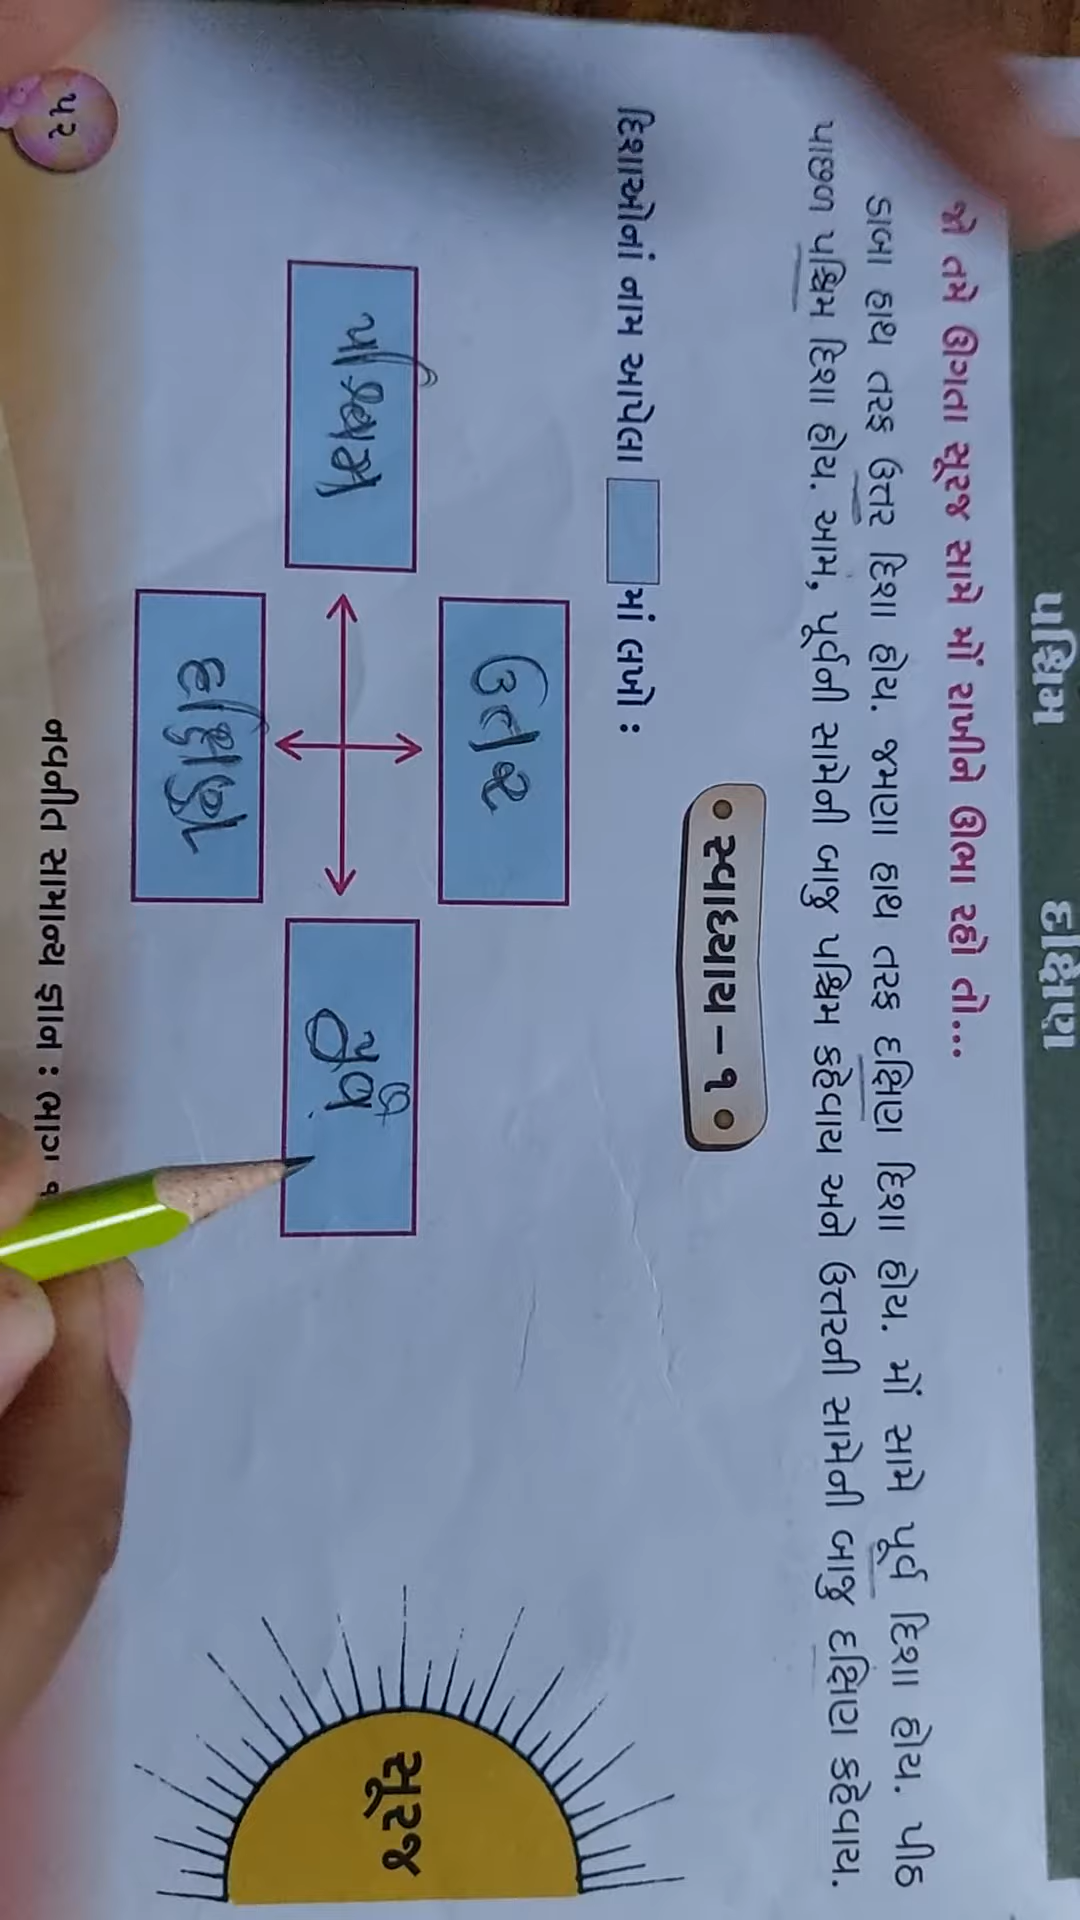 પશ્ચિમ દક્ષિણ
જો તમે ઊગતા સૂરજ સામે મોં રાખીને ઊભા રહો તો...
ડાબા હાથ તરફ ઉત્તર દિશા હોય. જમણા હાથ તરફ દક્ષિણ દિશા હોય. મોં સામે પૂર્વ દિશા હોય. પીઠ
પાછળ પશ્ચિમ દિશા હોય. આમ, પૂર્વની સામેની બાજુ પશ્ચિમ કહેવાય અને ઉત્તરની સામેની બાજુ દક્ષિણ કહેવાય.
સ્વાધ્યાય – ૧
દિશાઓનાં નામ આપેલા માં લખો :
ઉત્તર
પશ્ચિમ
પૂર્વ
સૂરજ
દક્ષિણ
૫૨
નવનીત સામાન્ય જ્ઞાન : ભાગ ૧